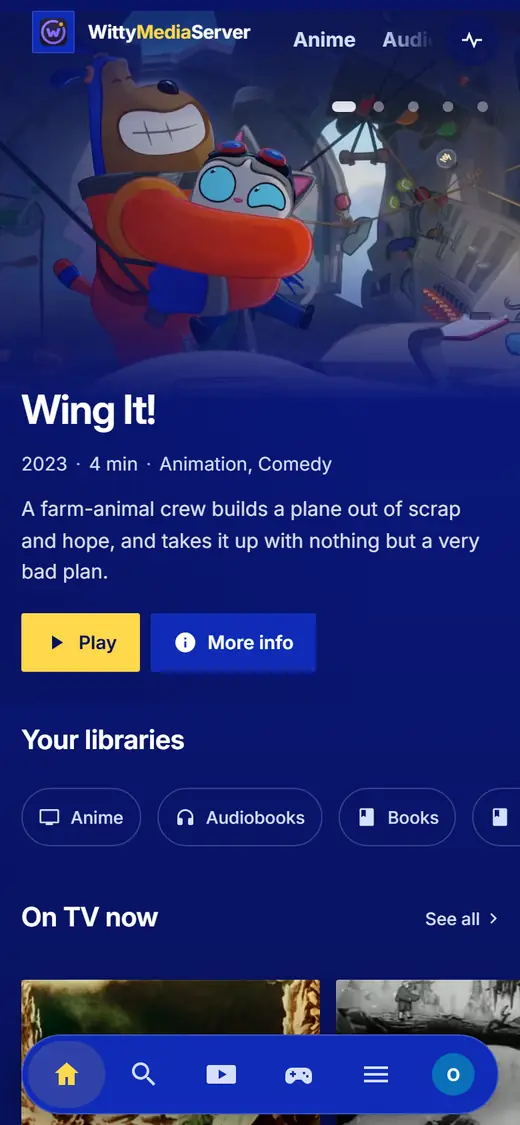 WittyMediaServer
Anime
Wing It!
2023 · 4 min · Animation, Comedy
A farm-animal crew builds a plane out of scrap
and hope, and takes it up with nothing but a very
bad plan.
Play
More info
Your libraries
Anime
Audiobooks
Books
On TV now
See all
O